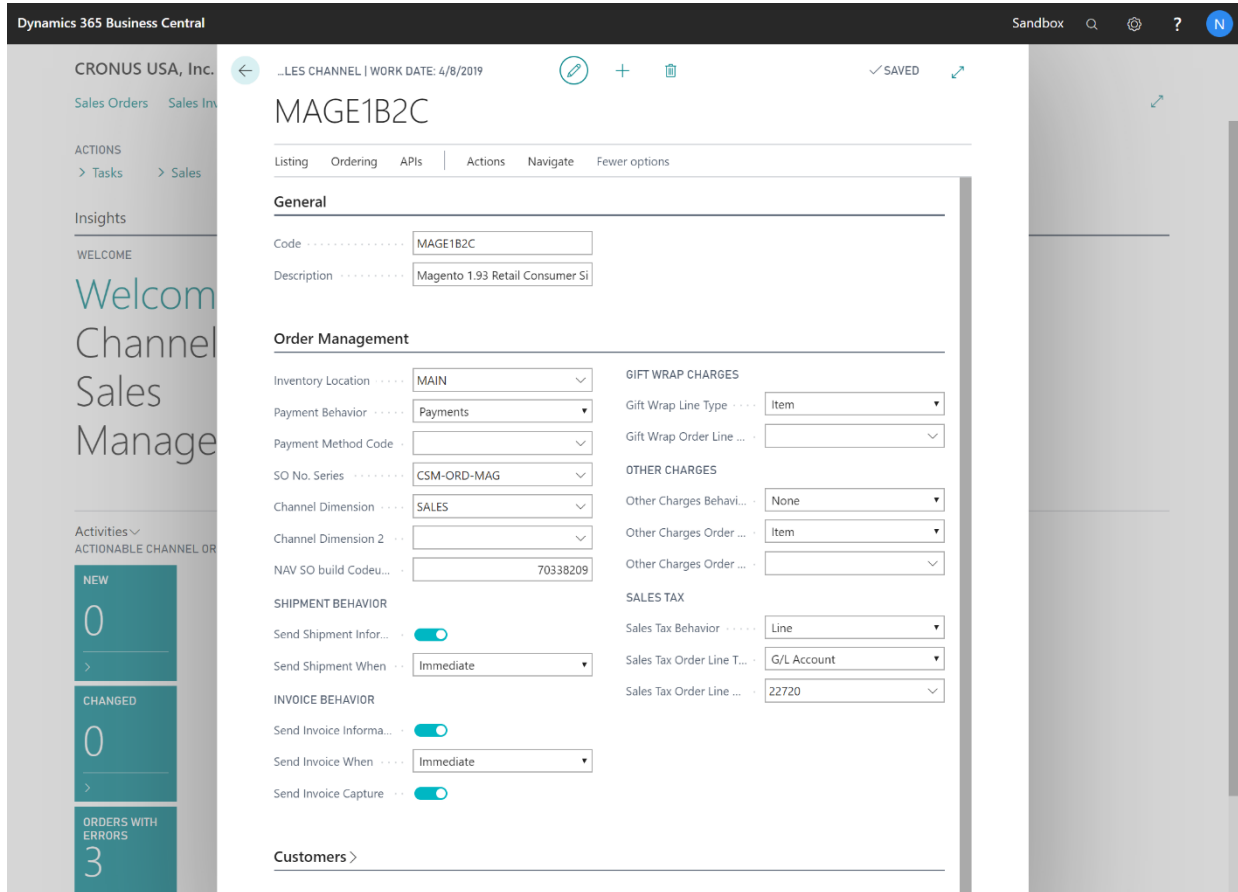 Dynamics 365 Business Central
Sandbox
?
N
CRONUS USA, Inc.
Sales Orders Sales Inv
ACTIONS
> Tasks > Sales
Insights
WELCOME
Welcom
Channel
Sales
Manage
Activities
ACTIONABLE CHANNEL OR
NEW
0
CHANGED
0
ORDERS WITH
ERRORS
3
...LES CHANNEL | WORK DATE: 4/8/2019
SAVED
MAGE1B2C
Listing Ordering APIs Actions Navigate Fewer options
General
Code MAGE1B2C
Description Magento 1.93 Retail Consumer Si
Order Management
Inventory Location MAIN
Payment Behavior Payments
Payment Method Code
SO No. Series CSM-ORD-MAG
Channel Dimension SALES
Channel Dimension 2
NAV SO build Codeu... 70338209
SHIPMENT BEHAVIOR
Send Shipment Infor...
Send Shipment When Immediate
INVOICE BEHAVIOR
Send Invoice Informa...
Send Invoice When Immediate
Send Invoice Capture
GIFT WRAP CHARGES
Gift Wrap Line Type Item
Gift Wrap Order Line ...
OTHER CHARGES
Other Charges Behavi... None
Other Charges Order ... Item
Other Charges Order ...
SALES TAX
Sales Tax Behavior Line
Sales Tax Order Line T... G/L Account
Sales Tax Order Line ... 22720
Customers